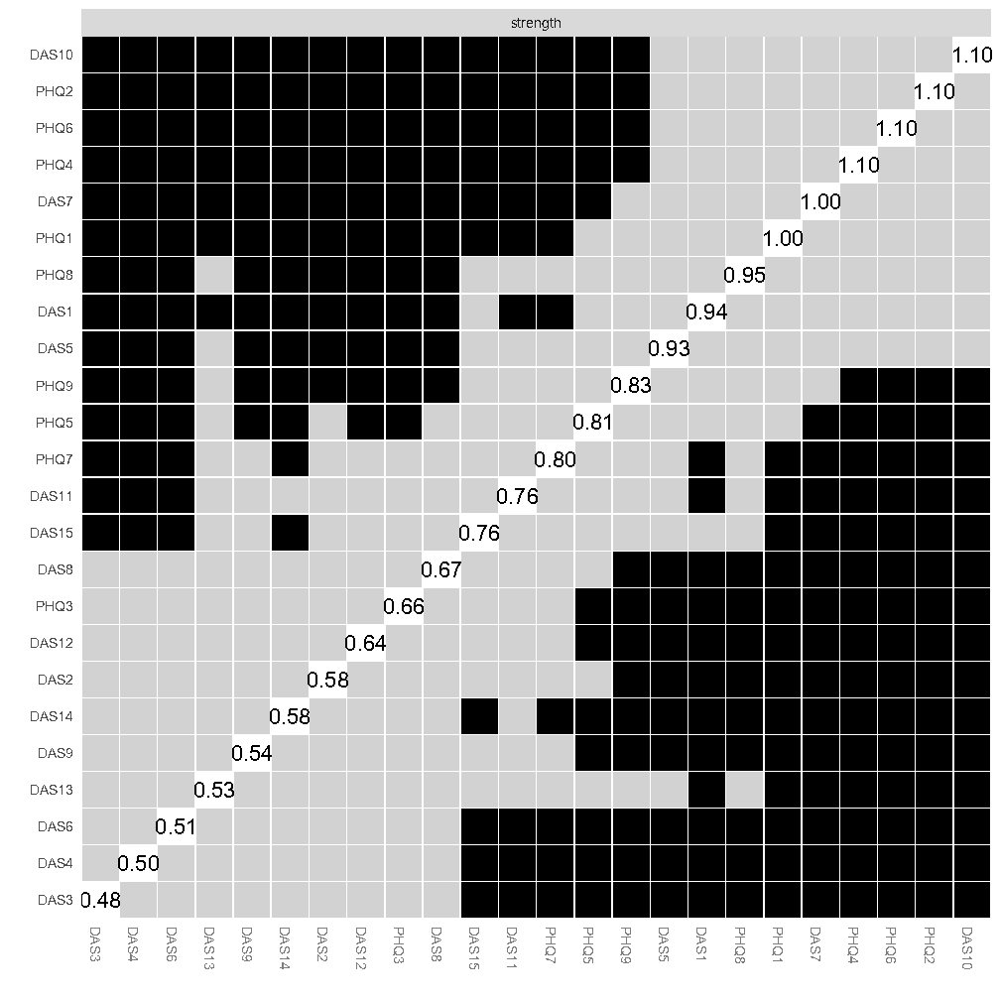 strength
DAS10 1.10
PHQ2 1.10
PHQ6 1.10
PHQ4 1.10
DAS7 1.00
PHQ1 1.00
PHQ8 0.95
DAS1 0.94
DAS5 0.93
PHQ9 0.83
PHQ5 0.81
PHQ7 0.80
DAS11 0.76
DAS15 0.76
DAS8 0.67
PHQ3 0.66
DAS12 0.64
DAS2 0.58
DAS14 0.58
DAS9 0.54
DAS13 0.53
DAS6 0.51
DAS4 0.50
DAS3 0.48
DAS3 DAS4 DAS6 DAS13 DAS9 DAS14 DAS2 DAS12 PHQ3 DAS8 DAS15 DAS11 PHQ7 PHQ5 PHQ9 DAS5 DAS1 PHQ8 PHQ1 DAS7 PHQ4 PHQ6 PHQ2 DAS10